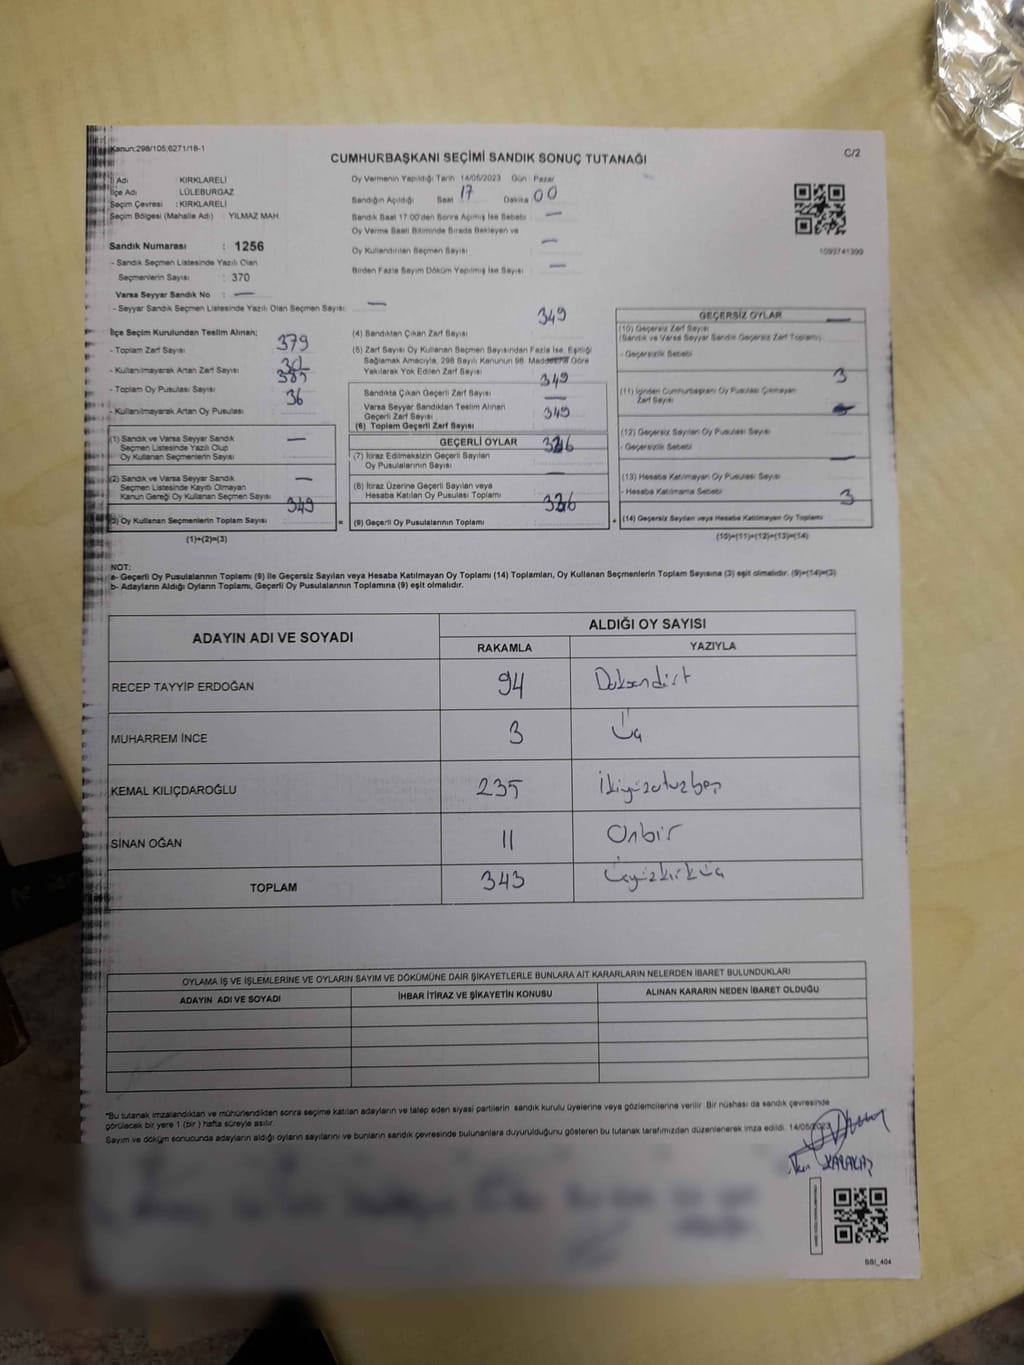 Kanun:298/105;6271/16-1
CUMHURBAŞKANI SEÇİMİ SANDIK SONUÇ TUTANAĞI
C/2
İl Adı : KIRKLARELİ
İlçe Adı : LÜLEBURGAZ
Seçim Çevresi : KIRKLARELİ
Seçim Bölgesi (Mahalle Adı) : YILMAZ MAH.
Sandık Numarası : 1256
- Sandık Seçmen Listesinde Yazılı Olan
Seçmenlerin Sayısı : 370
Varsa Seyyar Sandık No : —
- Seyyar Sandık Seçmen Listesinde Yazılı Olan Seçmen Sayısı: —
Oy Vermenin Yapıldığı Tarih : 14/05/2023 Gün : Pazar
Sandığın Açıldığı Saat 17 Dakika 00
Sandık Saat 17:00'den Sonra Açılmış İse Sebebi : —
Oy Verme Saati Bitiminde Sırada Bekleyen ve
Oy Kullandırılan Seçmen Sayısı : —
Birden Fazla Sayım Döküm Yapılmış İse Sayısı : —
1093741399
İlçe Seçim Kurulundan Teslim Alınan;
- Toplam Zarf Sayısı 379
- Kullanılmayarak Artan Zarf Sayısı 30
- Toplam Oy Pusulası Sayısı
- Kullanılmayarak Artan Oy Pusulası 36
(1) Sandık ve Varsa Seyyar Sandık —
Seçmen Listesinde Yazılı Olup
Oy Kullanan Seçmenlerin Sayısı
(2) Sandık ve Varsa Seyyar Sandık —
Seçmen Listesinde Kayıtlı Olmayan
Kanun Gereği Oy Kullanan Seçmen Sayısı
(3) Oy Kullanan Seçmenlerin Toplam Sayısı 349
(1)+(2)=(3)
(4) Sandıktan Çıkan Zarf Sayısı 349
(5) Zarf Sayısı Oy Kullanan Seçmen Sayısından Fazla İse, Eşitliği
Sağlamak Amacıyla, 298 Sayılı Kanunun 98. Maddesine Göre
Yakılarak Yok Edilen Zarf Sayısı
Sandıkta Çıkan Geçerli Zarf Sayısı 349
Varsa Seyyar Sandıktan Teslim Alınan —
Geçerli Zarf Sayısı
(6) Toplam Geçerli Zarf Sayısı 349
GEÇERLİ OYLAR
(7) İtiraz Edilmeksizin Geçerli Sayılan
Oy Pusulalarının Sayısı
(8) İtiraz Üzerine Geçerli Sayılan veya —
Hesaba Katılan Oy Pusulası Toplamı
(9) Geçerli Oy Pusulalarının Toplamı
GEÇERSİZ OYLAR
(10) Geçersiz Zarf Sayısı —
(Sandık ve Varsa Seyyar Sandık Geçersiz Zarf Toplamı)
- Geçersizlik Sebebi
(11) İçinden Cumhurbaşkanı Oy Pusulası Çıkmayan 3
Zarf Sayısı
(12) Geçersiz Sayılan Oy Pusulası Sayısı
- Geçersizlik Sebebi
(13) Hesaba Katılmayan Oy Pusulası Sayısı —
- Hesaba Katılmama Sebebi
(14) Geçersiz Sayılan veya Hesaba Katılmayan Oy Toplamı 3
(10)+(11)+(12)+(13)=(14)
NOT:
a- Geçerli Oy Pusulalarının Toplamı (9) ile Geçersiz Sayılan veya Hesaba Katılmayan Oy Toplamı (14) Toplamları, Oy Kullanan Seçmenlerin Toplam Sayısına (3) eşit olmalıdır. (9)+(14)=(3)
b- Adayların Aldığı Oyların Toplamı, Geçerli Oy Pusulalarının Toplamına (9) eşit olmalıdır.
ADAYIN ADI VE SOYADI ALDIĞI OY SAYISI
RAKAMLA YAZIYLA
RECEP TAYYİP ERDOĞAN 94 Doksandört
MUHARREM İNCE 3 Üç
KEMAL KILIÇDAROĞLU 235 İkiyüzotuzbeş
SİNAN OĞAN 11 Onbir
TOPLAM 343 Üçyüzkırküç
OYLAMA İŞ VE İŞLEMLERİNE VE OYLARIN SAYIM VE DÖKÜMÜNE DAİR ŞİKAYETLERLE BUNLARA AİT KARARLARIN NELERDEN İBARET BULUNDUKLARI
ADAYIN ADI VE SOYADI İHBAR İTİRAZ VE ŞİKAYETİN KONUSU ALINAN KARARIN NEDEN İBARET OLDUĞU
*Bu tutanak imzalandıktan ve mühürlendikten sonra seçime katılan adayların ve talep eden siyasi partilerin sandık kurulu üyelerine veya gözlemcilerine verilir. Bir nüshası da sandık çevresinde
görülecek bir yere 1 (bir) hafta süreyle asılır.
Sayım ve döküm sonucunda adayların aldığı oyların sayılarını ve bunların sandık çevresinde bulunanlara duyurulduğunu gösteren bu tutanak tarafımızdan düzenlenerek imza edildi. 14/05/2023
KARAKAŞ
SSI_404